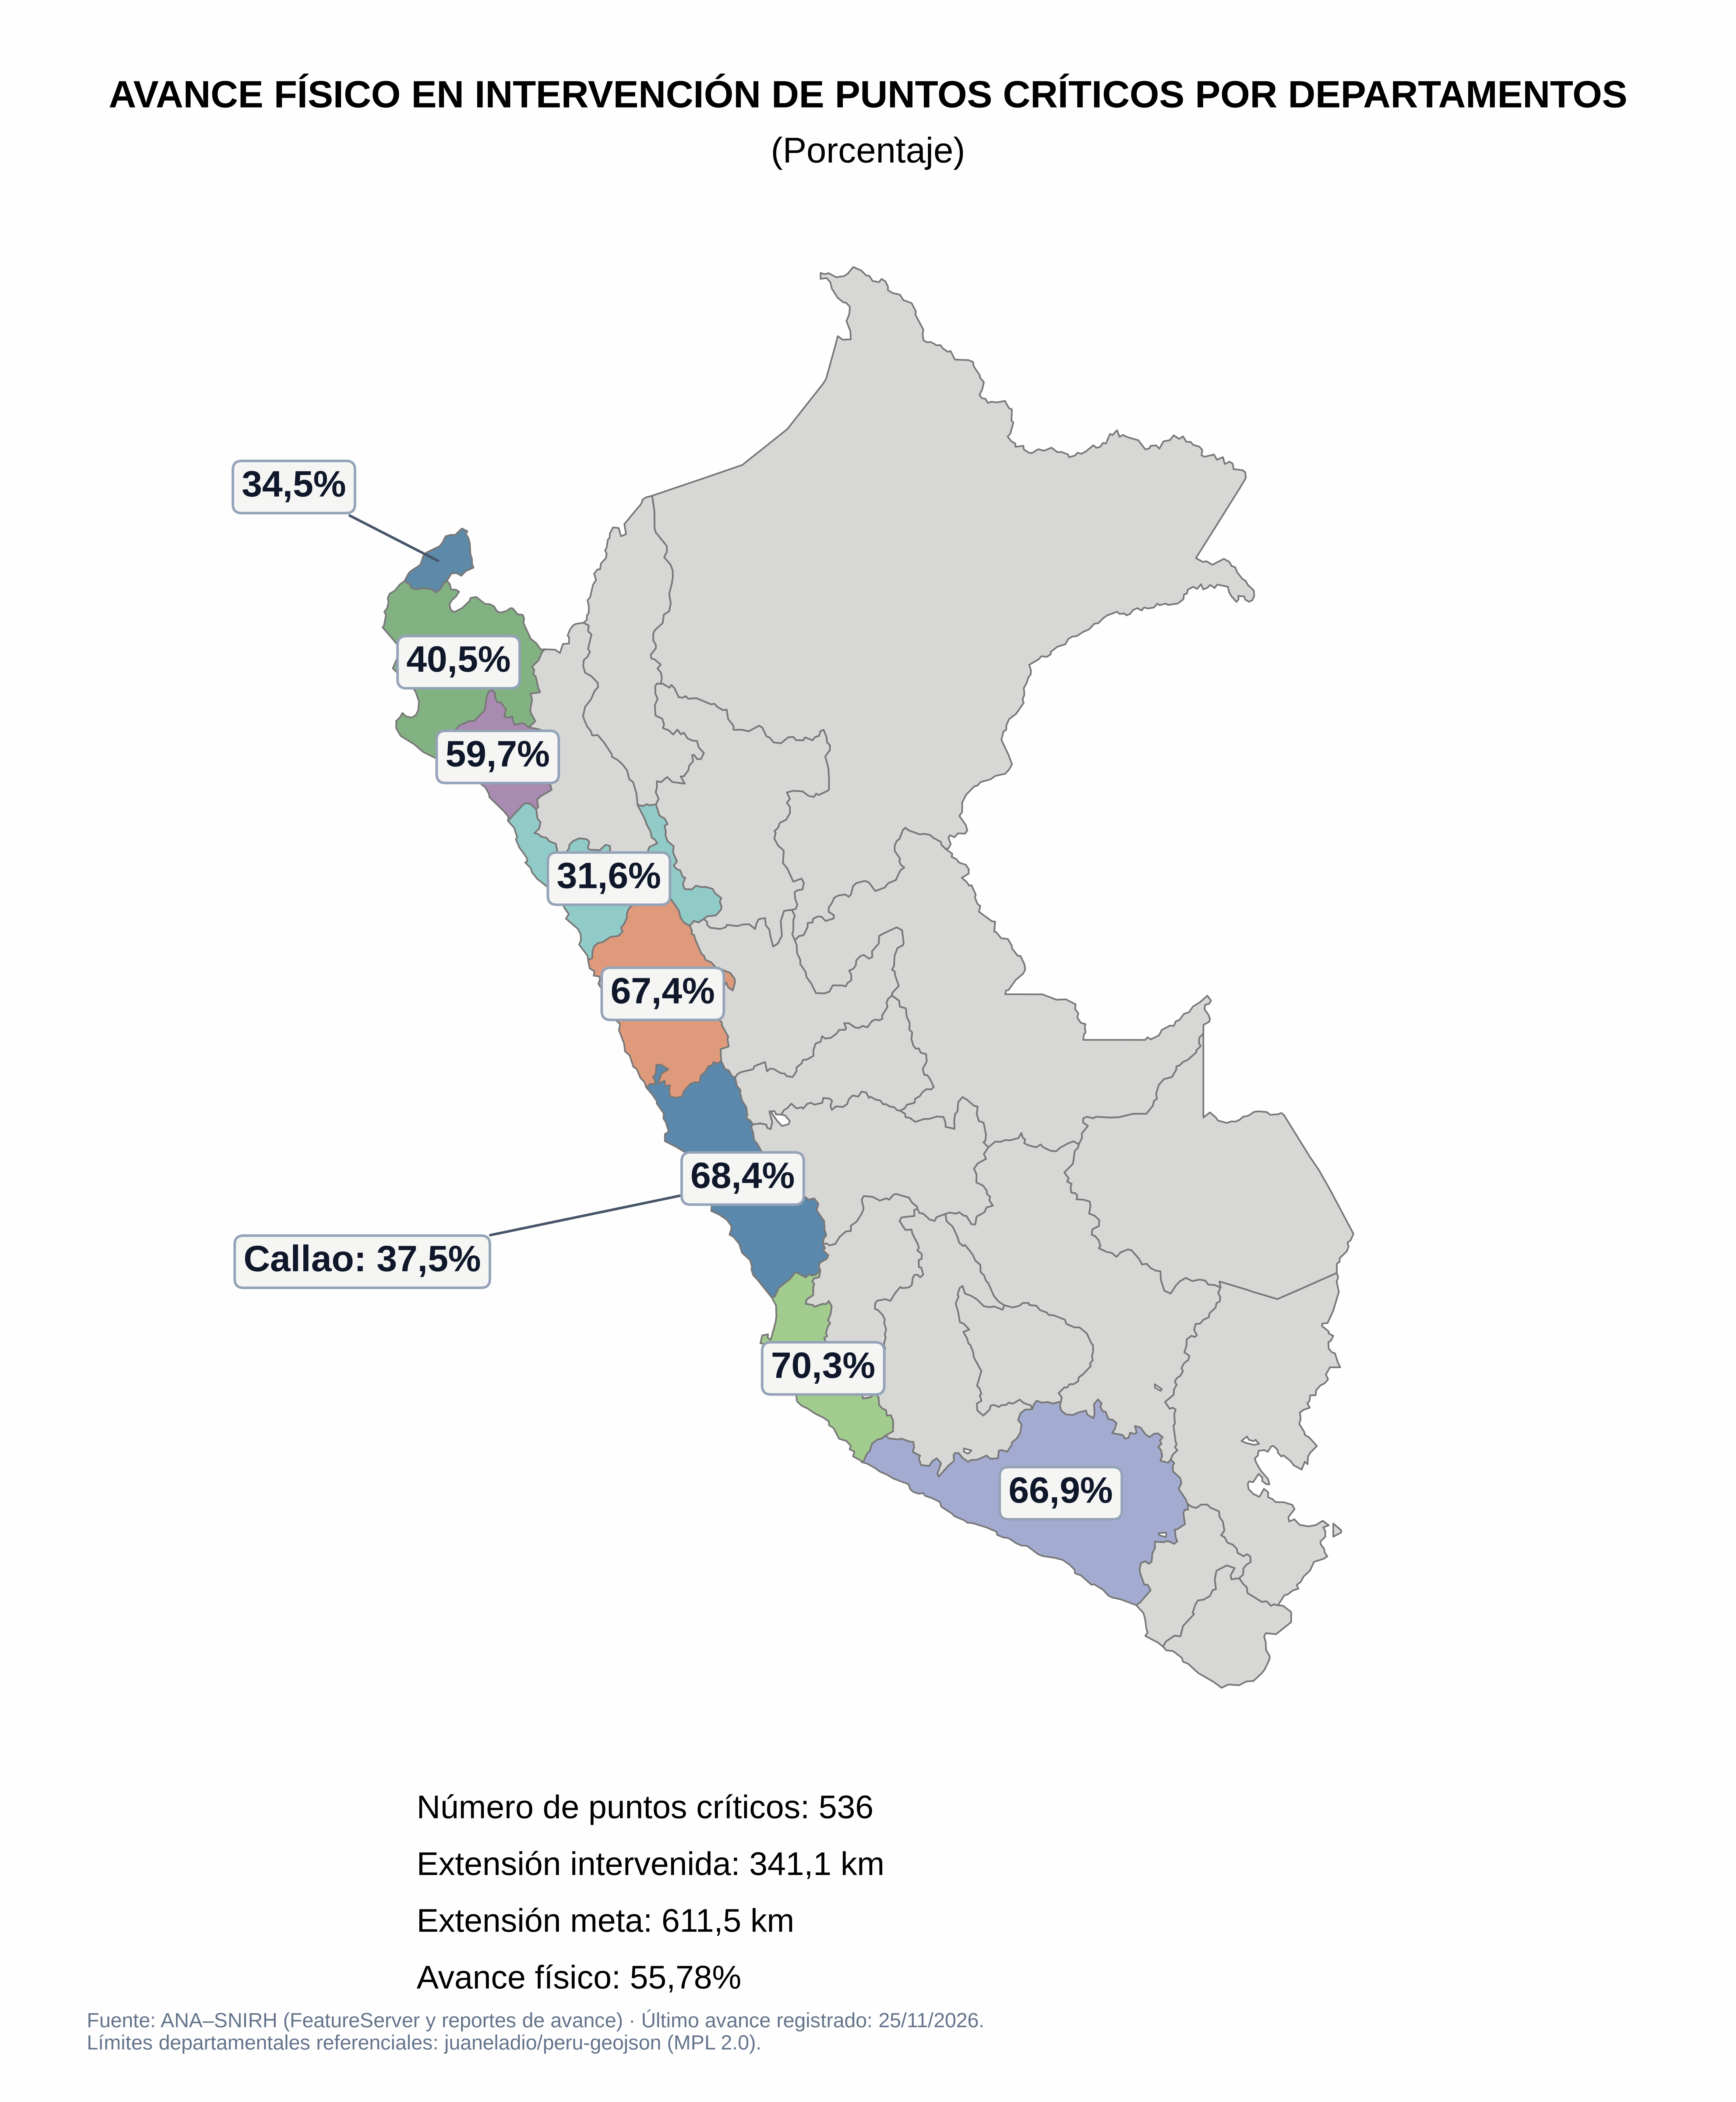 AVANCE FÍSICO EN INTERVENCIÓN DE PUNTOS CRÍTICOS POR DEPARTAMENTOS
(Porcentaje)
34,5%
40,5%
59,7%
31,6%
67,4%
68,4%
Callao: 37,5%
70,3%
66,9%
Número de puntos críticos: 536
Extensión intervenida: 341,1 km
Extensión meta: 611,5 km
Avance físico: 55,78%
Fuente: ANA–SNIRH (FeatureServer y reportes de avance) · Último avance registrado: 25/11/2026.
Límites departamentales referenciales: juaneladio/peru-geojson (MPL 2.0).